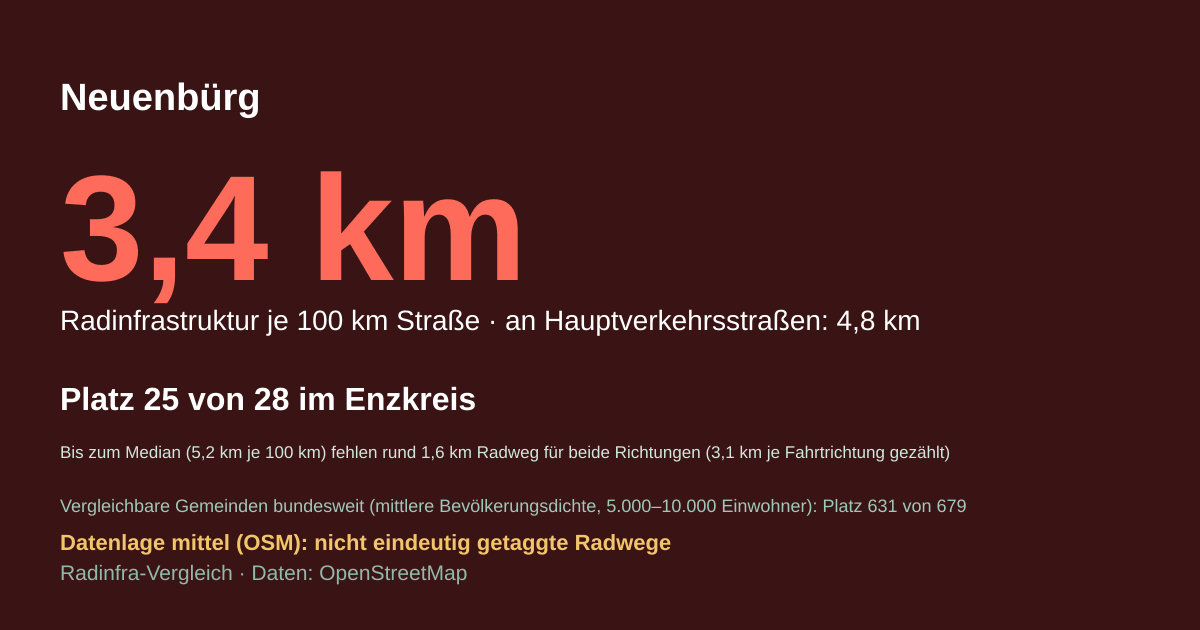 Neuenbürg
3,4 km
Radinfrastruktur je 100 km Straße · an Hauptverkehrsstraßen: 4,8 km
Platz 25 von 28 im Enzkreis
Bis zum Median (5,2 km je 100 km) fehlen rund 1,6 km Radweg für beide Richtungen (3,1 km je Fahrtrichtung gezählt)
Vergleichbare Gemeinden bundesweit (mittlere Bevölkerungsdichte, 5.000–10.000 Einwohner): Platz 631 von 679
Datenlage mittel (OSM): nicht eindeutig getaggte Radwege
Radinfra-Vergleich · Daten: OpenStreetMap